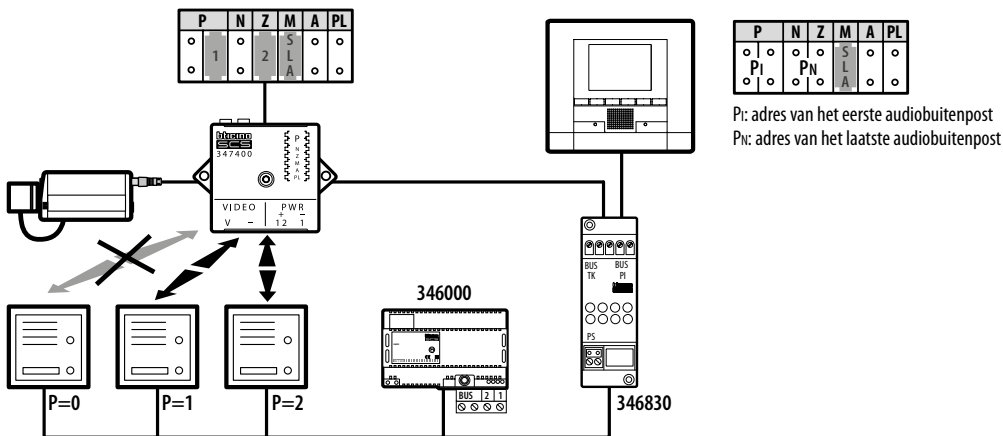 P N Z M A PL
1 2 SLA
P N Z M A PL
PI PN SLA
PI: adres van het eerste audiobuitenpost
PN: adres van het laatste audiobuitenpost
bticino
SCS
347400
P
N
Z
M
A
PL
VIDEO PWR
V – + –
12 1
BUS TK
BUS PI
PS
346000
BUS 2 1
346830
P=0
P=1
P=2